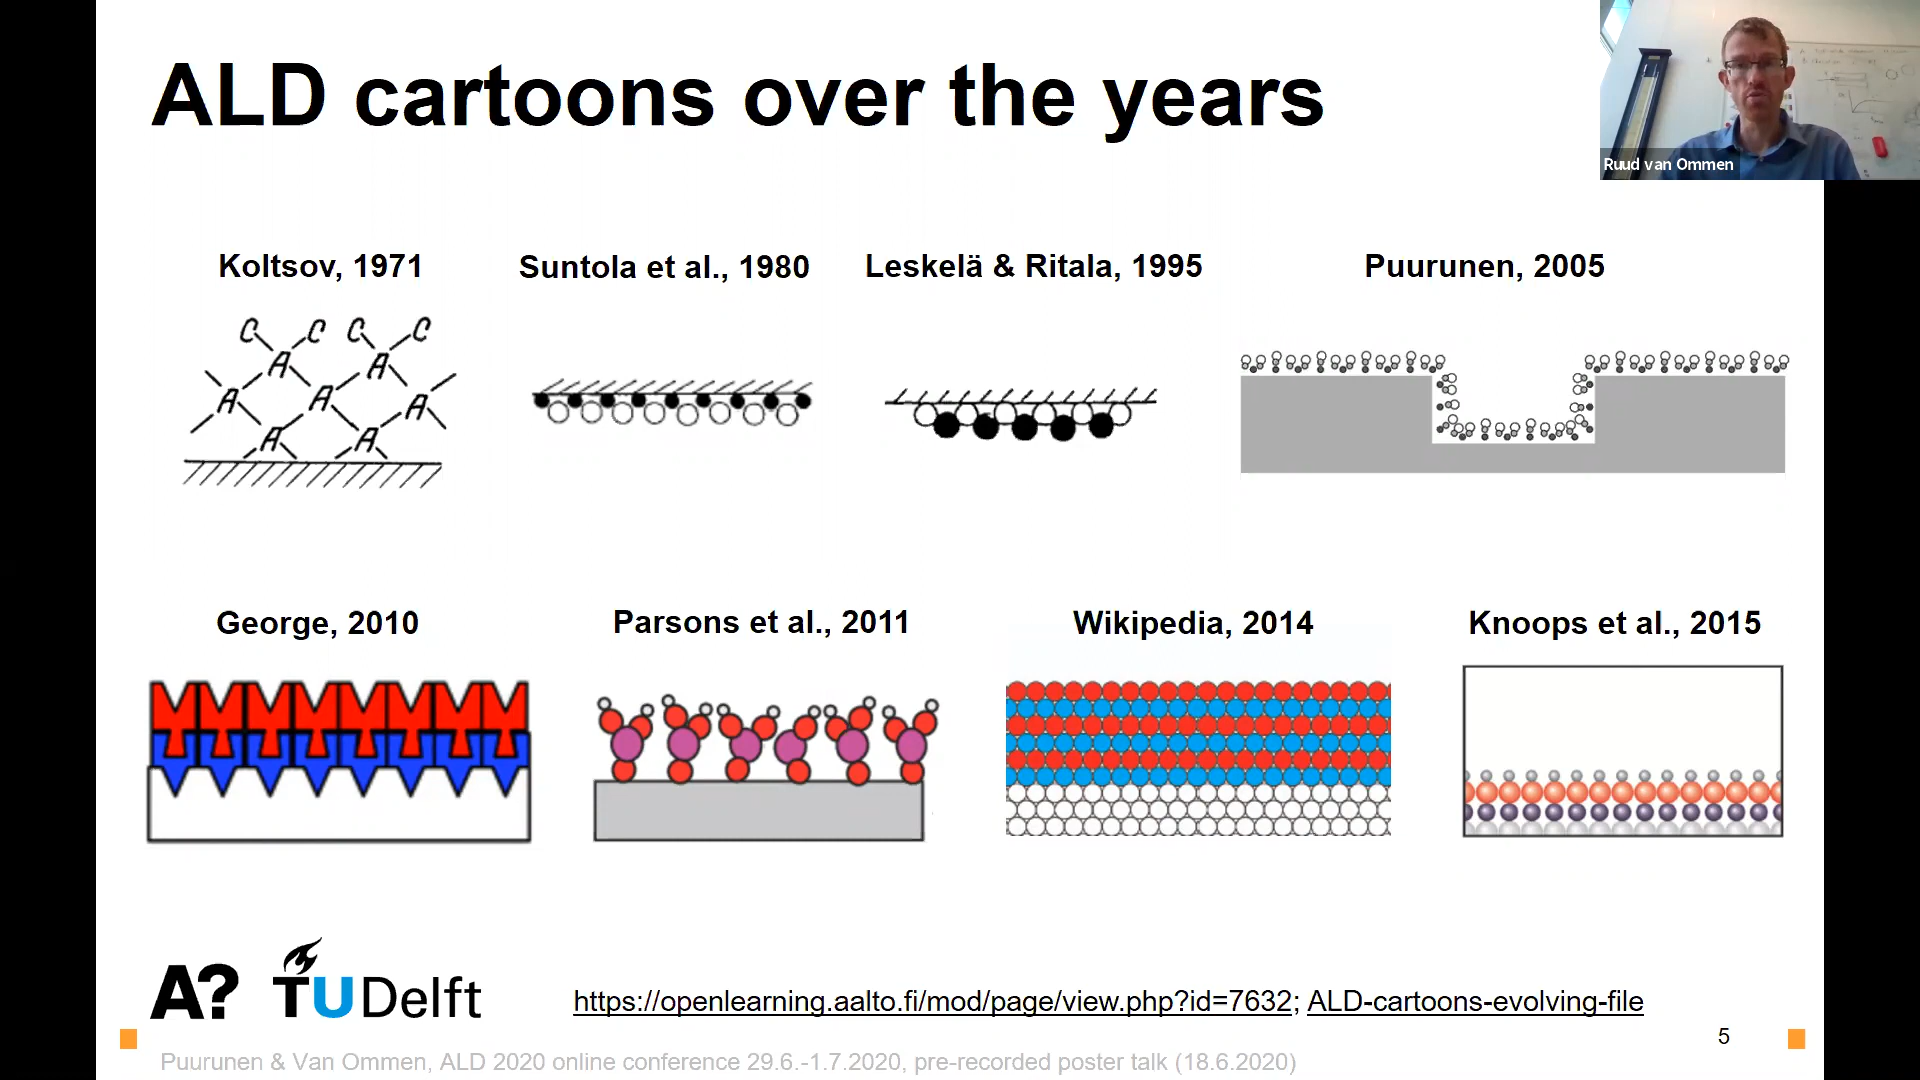 ALD cartoons over the years
Ruud van Ommen
Koltsov, 1971
Suntola et al., 1980
Leskelä & Ritala, 1995
Puurunen, 2005
C C C C
A A
A A A
A A
George, 2010
Parsons et al., 2011
Wikipedia, 2014
Knoops et al., 2015
A?
TUDelft
https://openlearning.aalto.fi/mod/page/view.php?id=7632; ALD-cartoons-evolving-file
5
Puurunen & Van Ommen, ALD 2020 online conference 29.6.-1.7.2020, pre-recorded poster talk (18.6.2020)